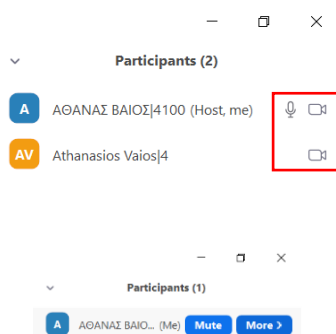 Participants (2)
A ΑΘΑΝΑΣ ΒΑΙΟΣ|4100 (Host, me)
AV Athanasios Vaios|4
Participants (1)
A ΑΘΑΝΑΣ ΒΑΙΟ... (Me) Mute More >